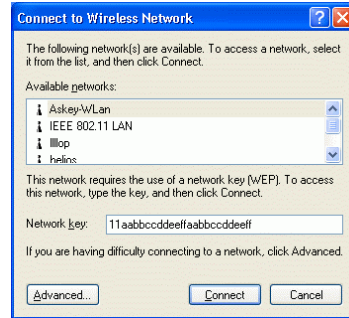 Connect to Wireless Network
The following network(s) are available. To access a network, select
it from the list, and then click Connect.
Available networks:
Askey-WLan
IEEE 802.11 LAN
op
helios
This network requires the use of a network key (WEP). To access
this network, type the key, and then click Connect.
Network key: 11aabbccddeeffaabbccddeeff
If you are having difficulty connecting to a network, click Advanced.
Advanced... Connect Cancel